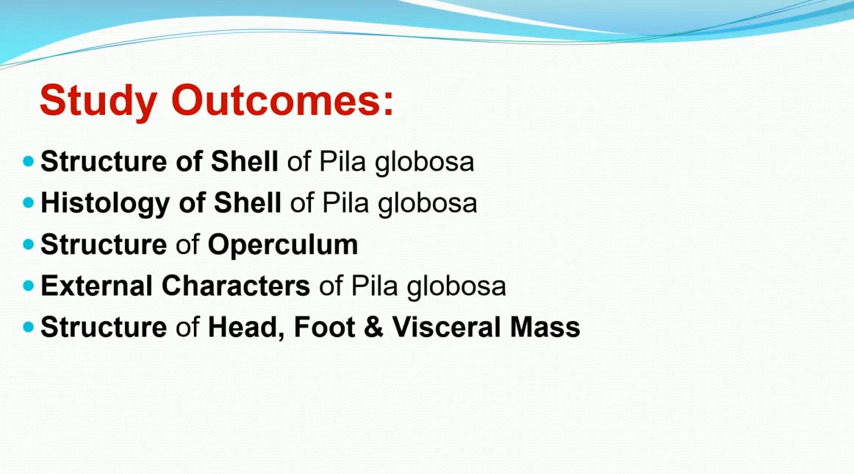 Study Outcomes:
Structure of Shell of Pila globosa
Histology of Shell of Pila globosa
Structure of Operculum
External Characters of Pila globosa
Structure of Head, Foot & Visceral Mass